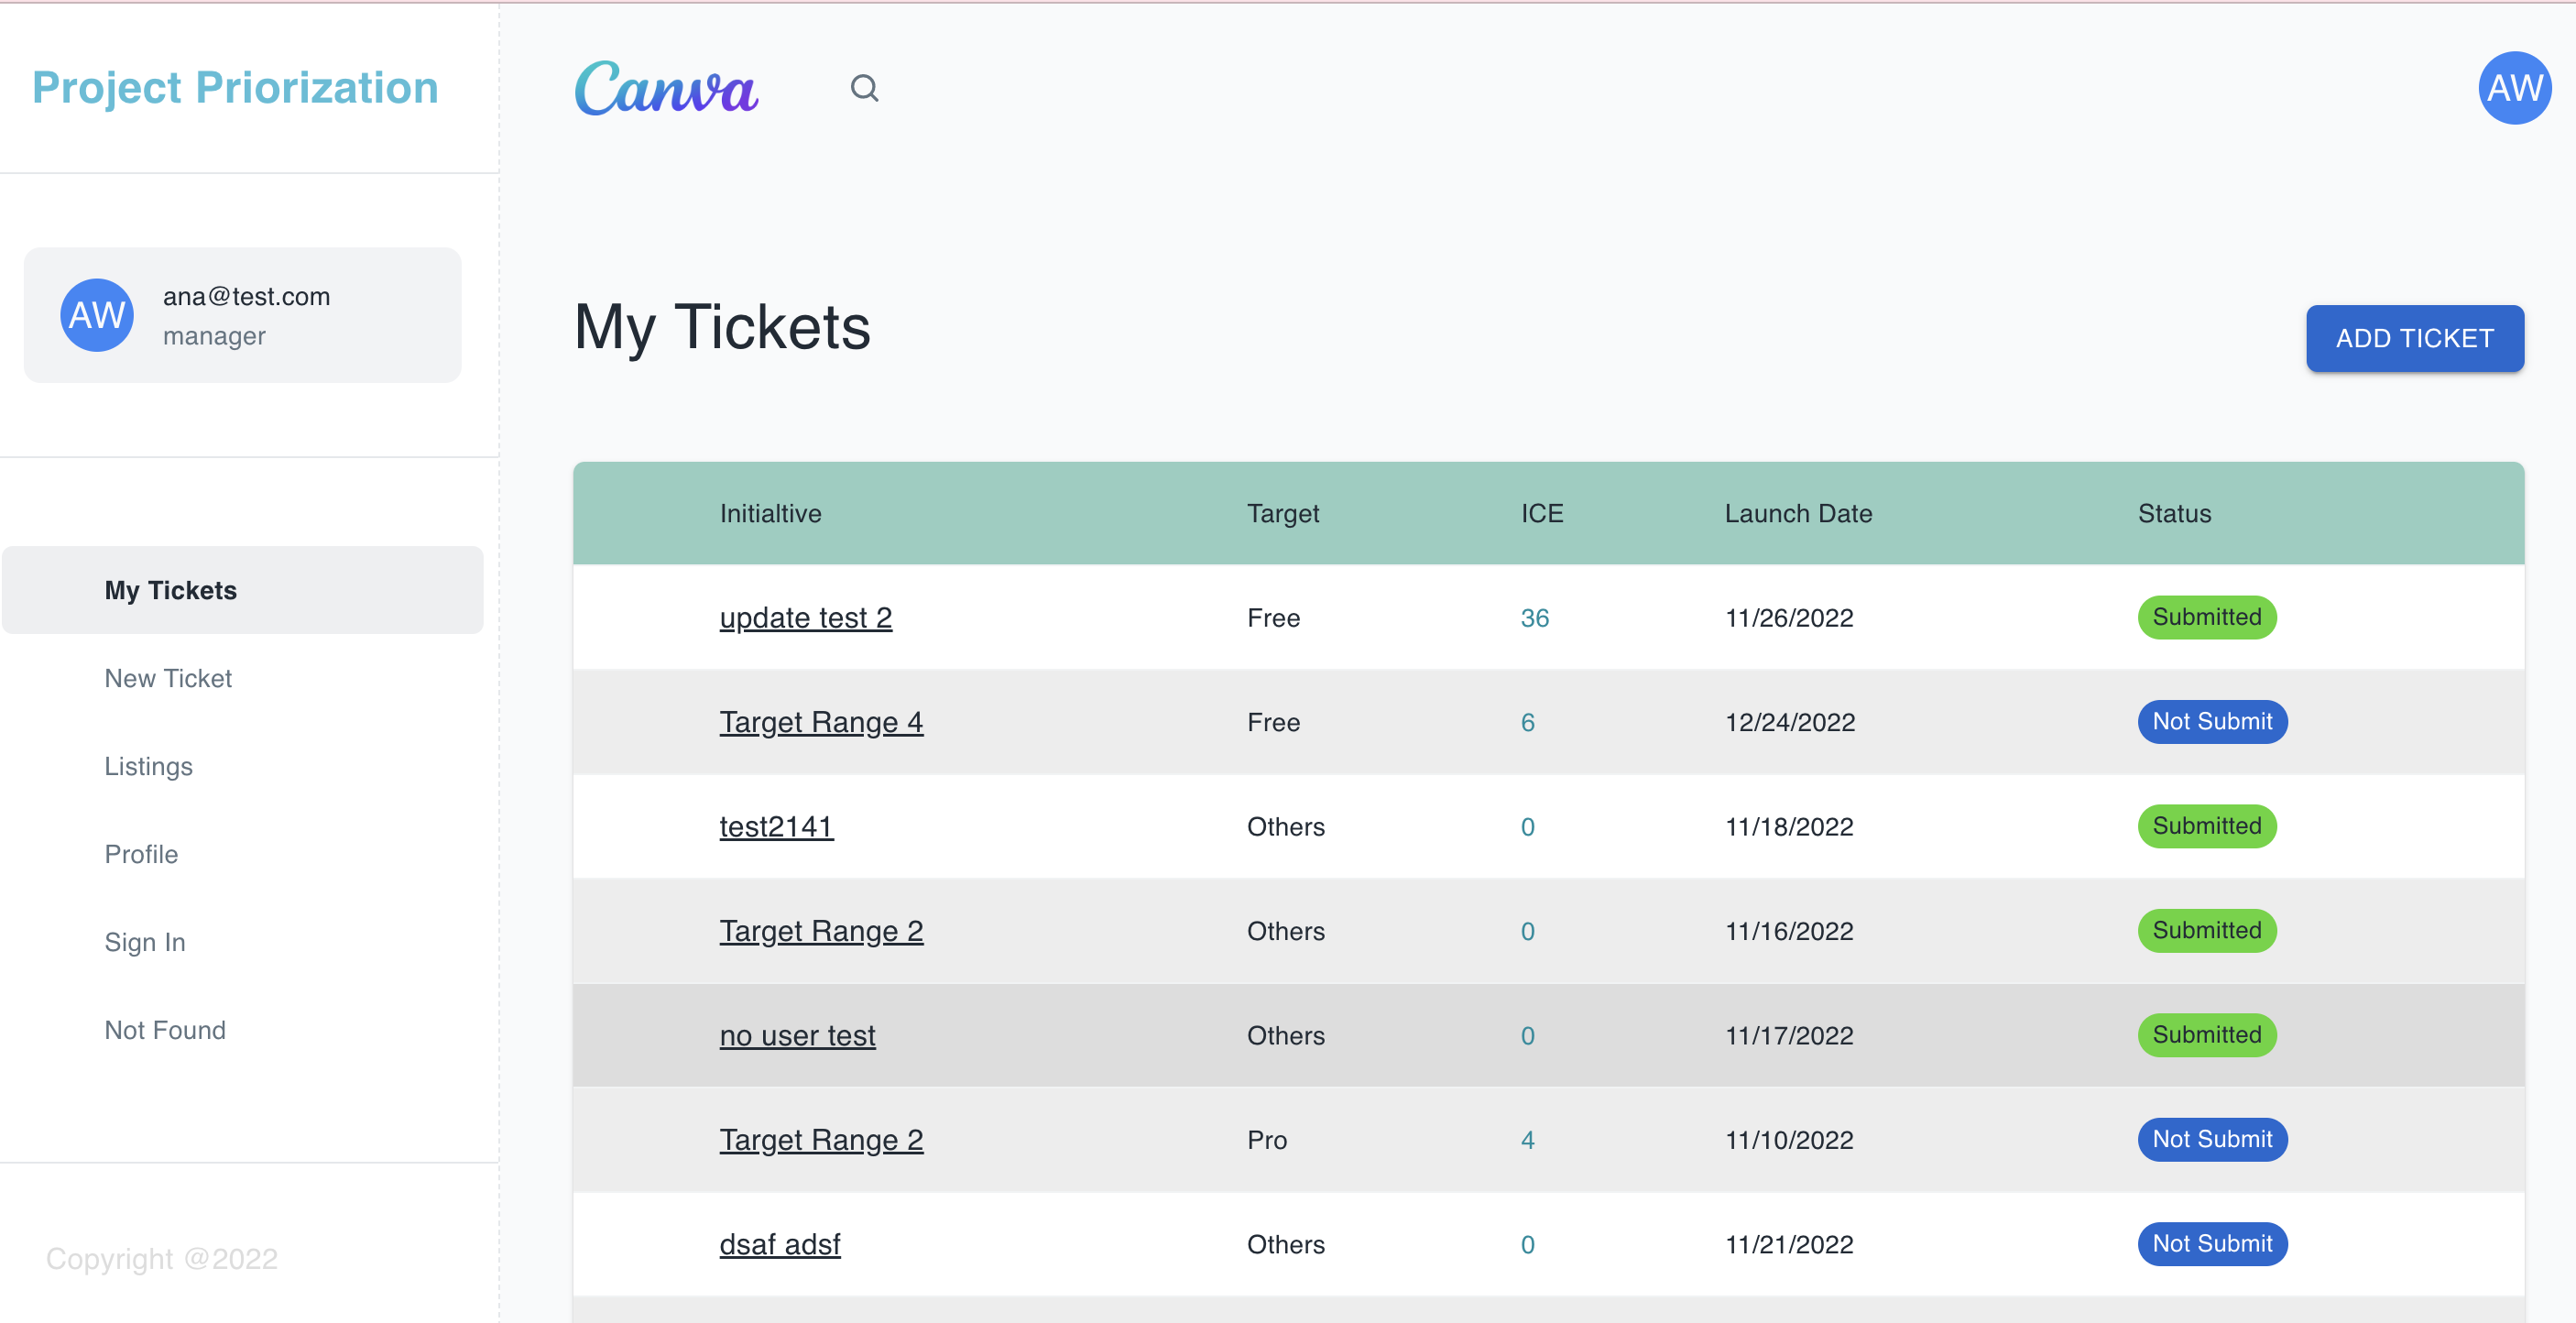 Project Priorization
Canva
AW
AW
ana@test.com
manager
My Tickets
New Ticket
Listings
Profile
Sign In
Not Found
Copyright @2022
My Tickets
ADD TICKET
Initialtive Target ICE Launch Date Status
update test 2 Free 36 11/26/2022 Submitted
Target Range 4 Free 6 12/24/2022 Not Submit
test2141 Others 0 11/18/2022 Submitted
Target Range 2 Others 0 11/16/2022 Submitted
no user test Others 0 11/17/2022 Submitted
Target Range 2 Pro 4 11/10/2022 Not Submit
dsaf adsf Others 0 11/21/2022 Not Submit